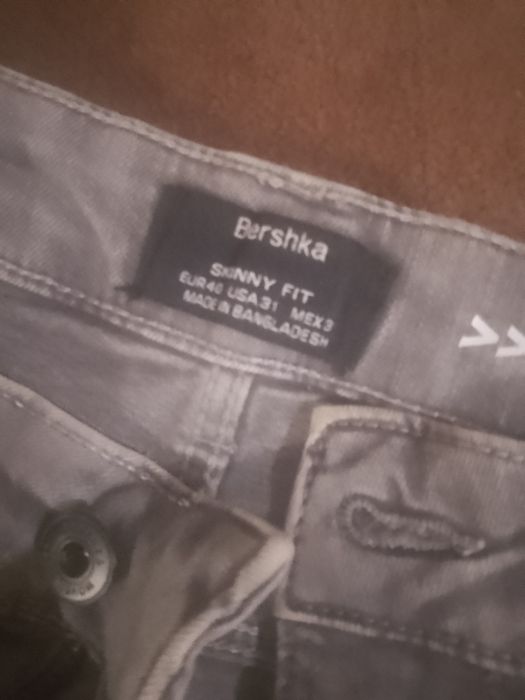 Bershka
SKINNY FIT
EUR40 USA31 MEX3
MADE IN BANGLADESH
>>